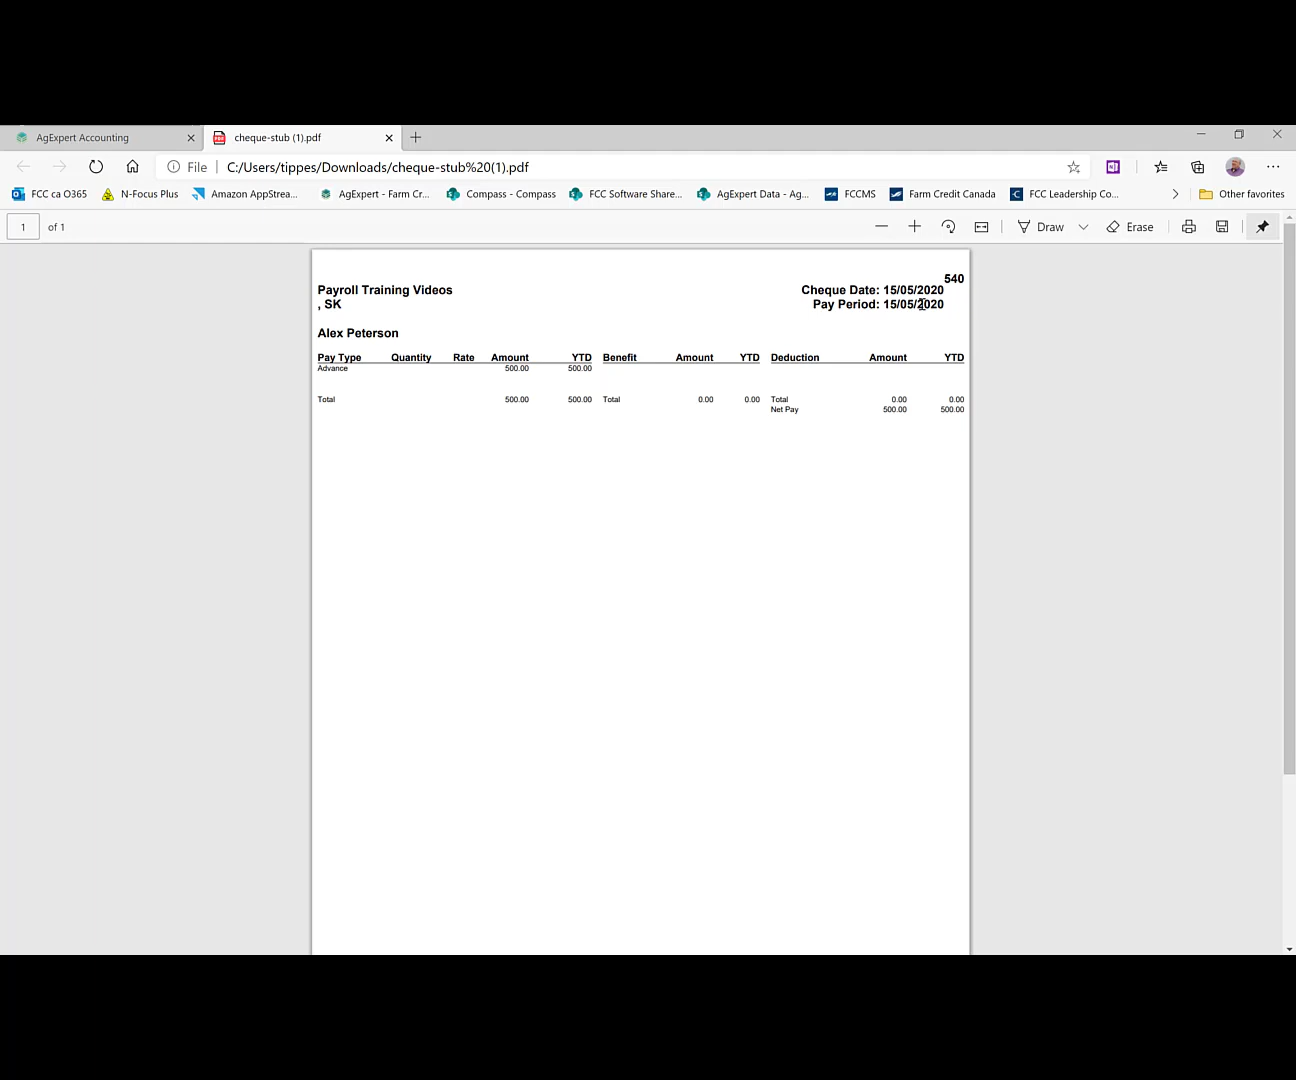 AgExpert Accounting
cheque-stub (1).pdf
File
C:/Users/tippes/Downloads/cheque-stub%20(1).pdf
FCC ca O365
N-Focus Plus
Amazon AppStrea...
AgExpert - Farm Cr...
Compass - Compass
FCC Software Share...
AgExpert Data - Ag...
FCCMS
Farm Credit Canada
FCC Leadership Co...
Other favorites
1 of 1
Draw
Erase
540
Payroll Training Videos Cheque Date: 15/05/2020
, SK Pay Period: 15/05/2020
Alex Peterson
Pay Type Quantity Rate Amount YTD Benefit Amount YTD Deduction Amount YTD
Advance 500.00 500.00
Total 500.00 500.00 Total 0.00 0.00 Total 0.00 0.00
Net Pay 500.00 500.00